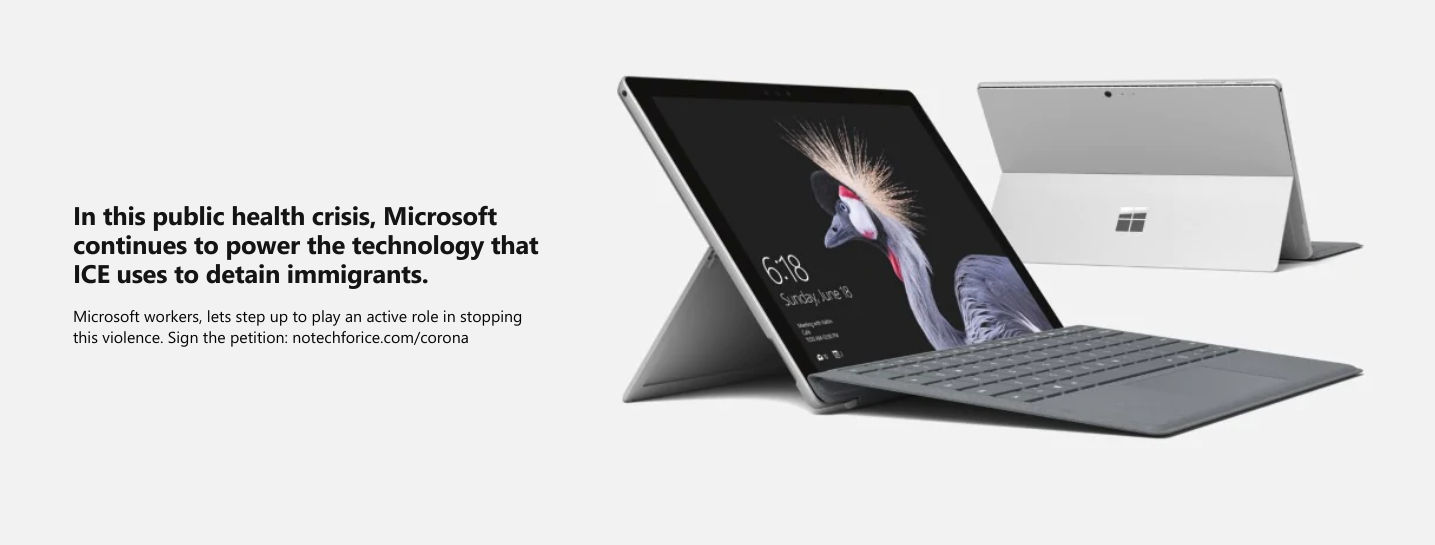 In this public health crisis, Microsoft
continues to power the technology that
ICE uses to detain immigrants.
Microsoft workers, lets step up to play an active role in stopping
this violence. Sign the petition: notechforice.com/corona
6:18
Sunday, June 18